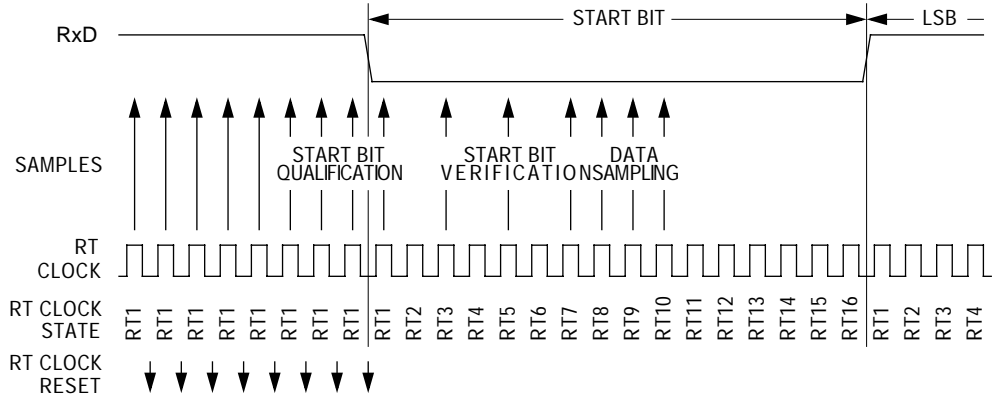 START BIT
LSB
RxD
SAMPLES
START BIT
QUALIFICATION
START BIT
VERIFICATION
DATA
SAMPLING
RT
CLOCK
RT CLOCK
STATE
RT1 RT1 RT1 RT1 RT1 RT1 RT1 RT1 RT1 RT2 RT3 RT4 RT5 RT6 RT7 RT8 RT9 RT10 RT11 RT12 RT13 RT14 RT15 RT16 RT1 RT2 RT3 RT4
RT CLOCK
RESET